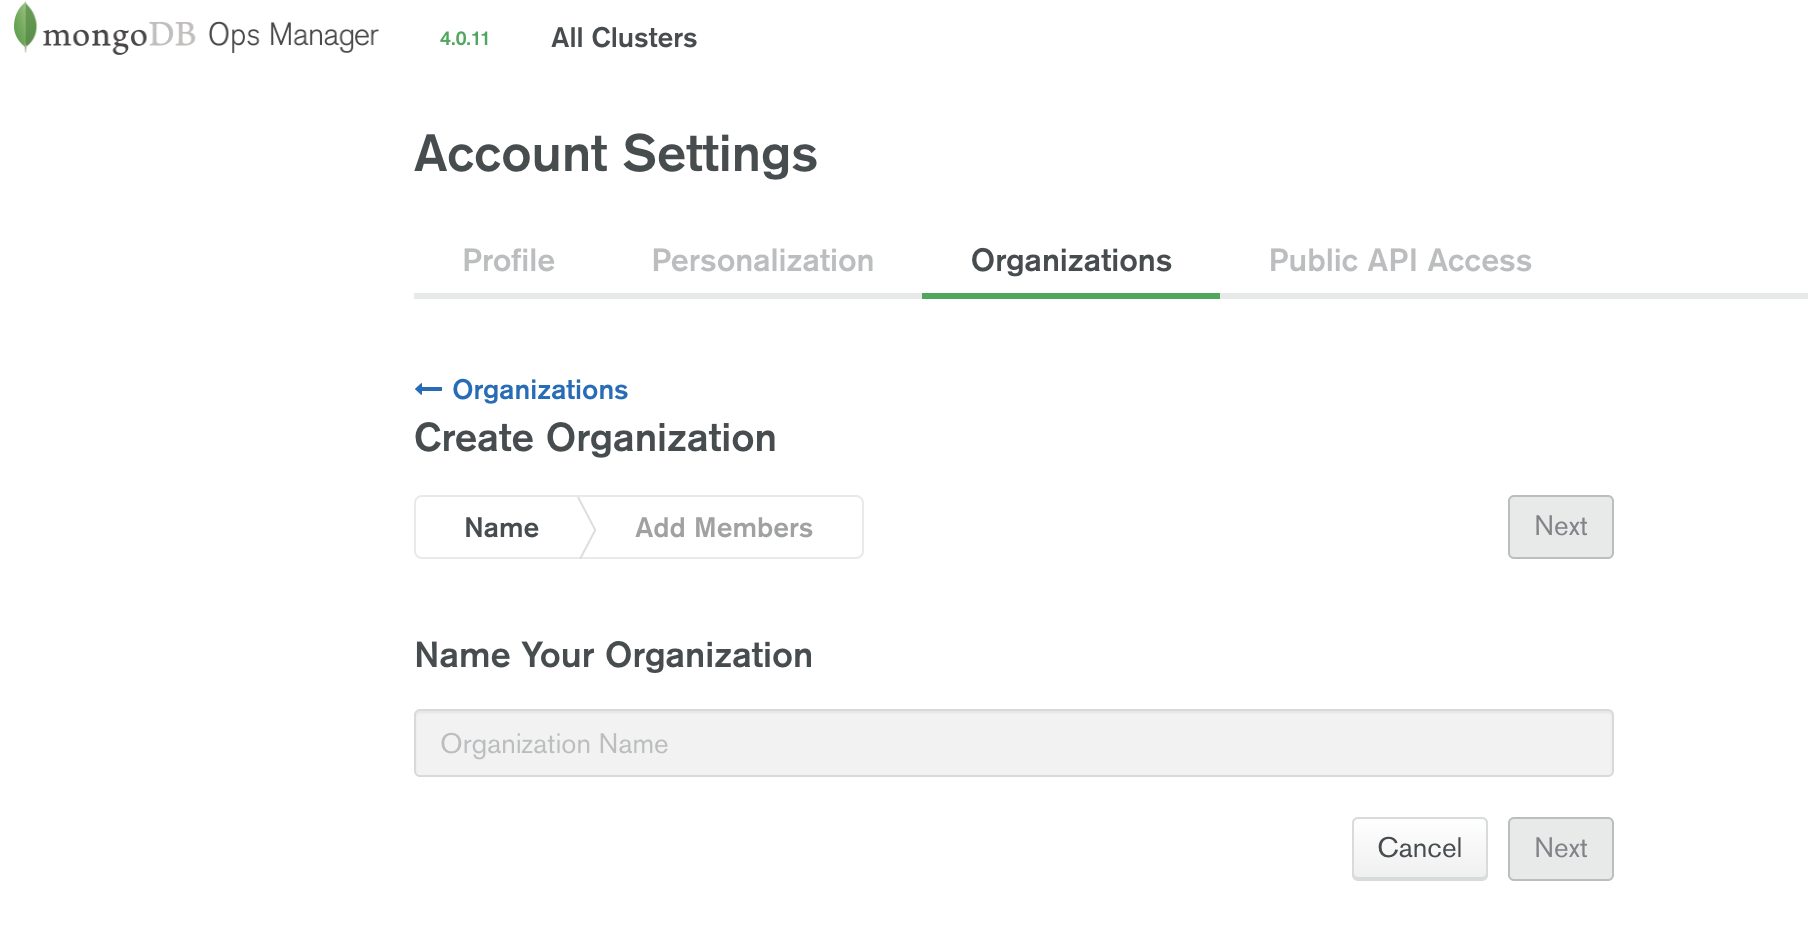 mongoDB Ops Manager 4.0.11 All Clusters
Account Settings
Profile Personalization Organizations Public API Access
Organizations
Create Organization
Name Add Members Next
Name Your Organization
Organization Name
Cancel Next